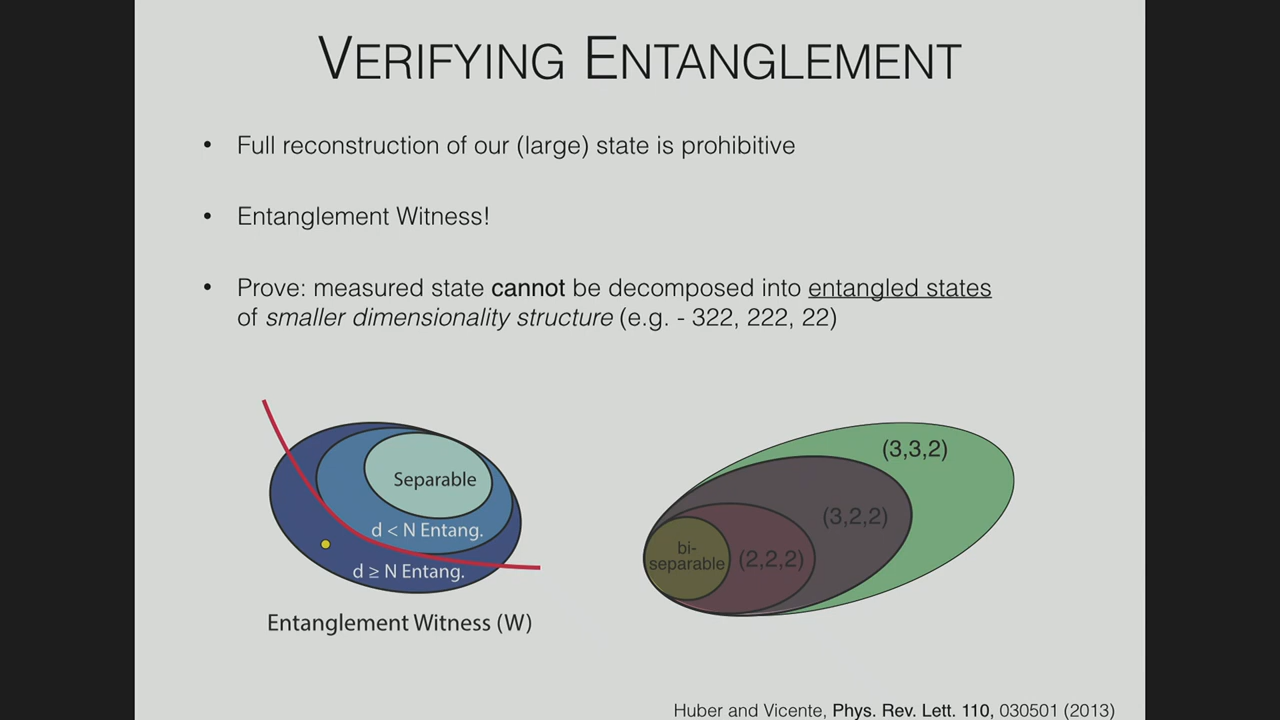 VERIFYING ENTANGLEMENT
• Full reconstruction of our (large) state is prohibitive
• Entanglement Witness!
• Prove: measured state cannot be decomposed into entangled states
of smaller dimensionality structure (e.g. - 322, 222, 22)
Separable
d < N Entang.
d ≥ N Entang.
Entanglement Witness (W)
(3,3,2)
(3,2,2)
(2,2,2)
bi-
separable
Huber and Vicente, Phys. Rev. Lett. 110, 030501 (2013)